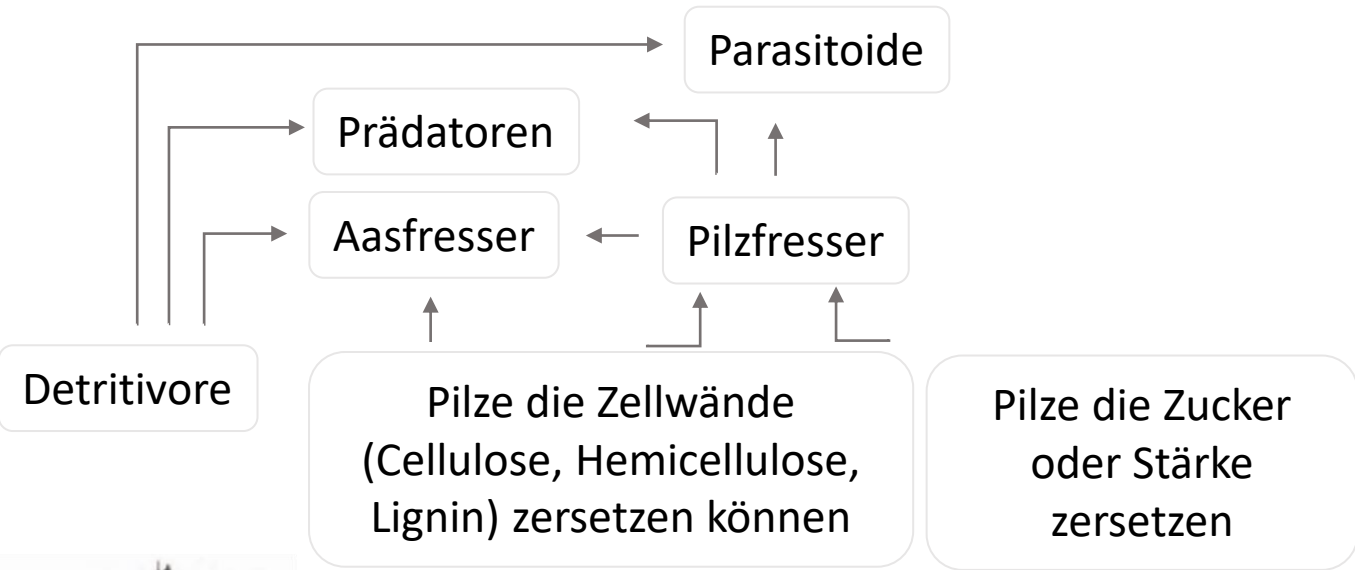 Parasitoide
Prädatoren
Aasfresser
Pilzfresser
Detritivore
Pilze die Zellwände
(Cellulose, Hemicellulose,
Lignin) zersetzen können
Pilze die Zucker
oder Stärke
zersetzen